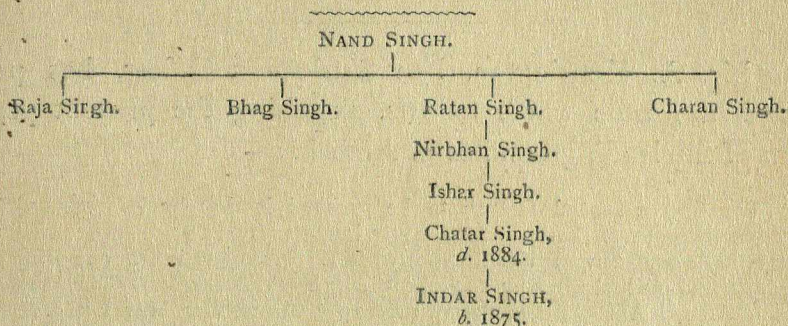 NAND SINGH.
Raja Singh. Bhag Singh. Ratan Singh. Charan Singh.
Nirbhan Singh.
Ishar Singh.
Chatar Singh,
d. 1884.
INDAR SINGH,
b. 1875.